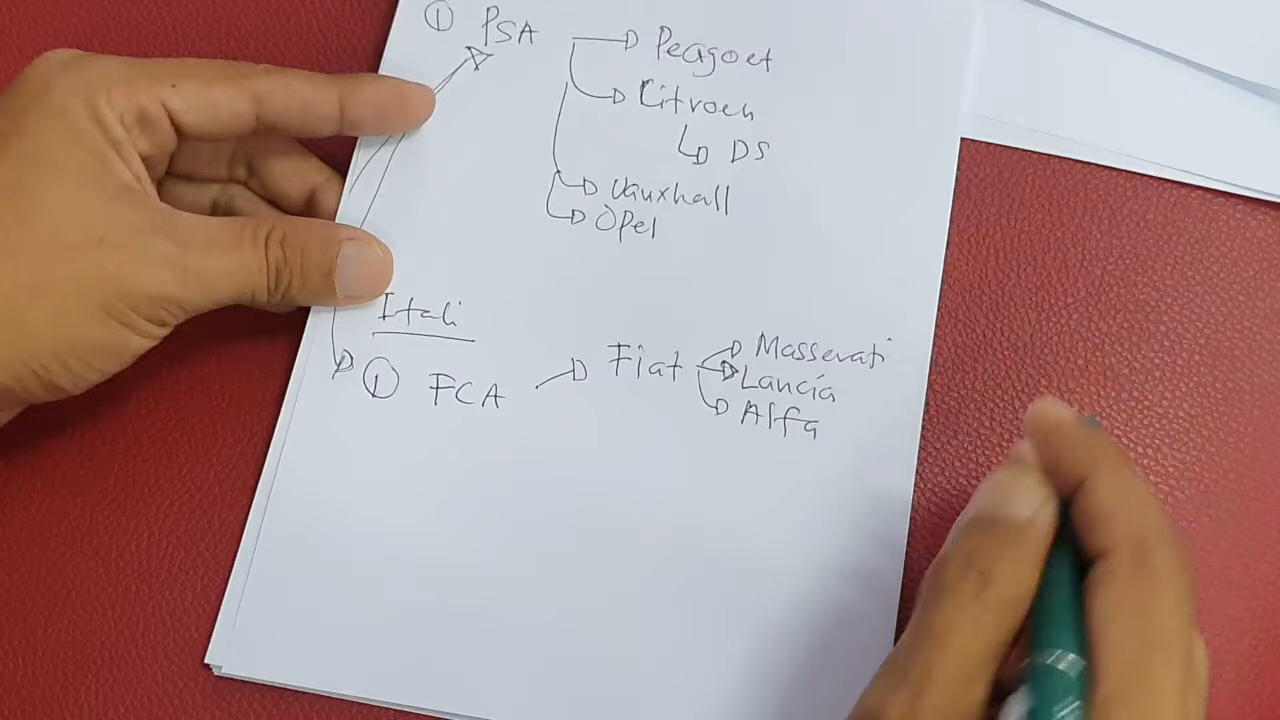 ① PSA Peagoet
Citroen
DS
Vauxhall
Opel
Itali
① FCA Fiat Masserati
Lancia
Alfa